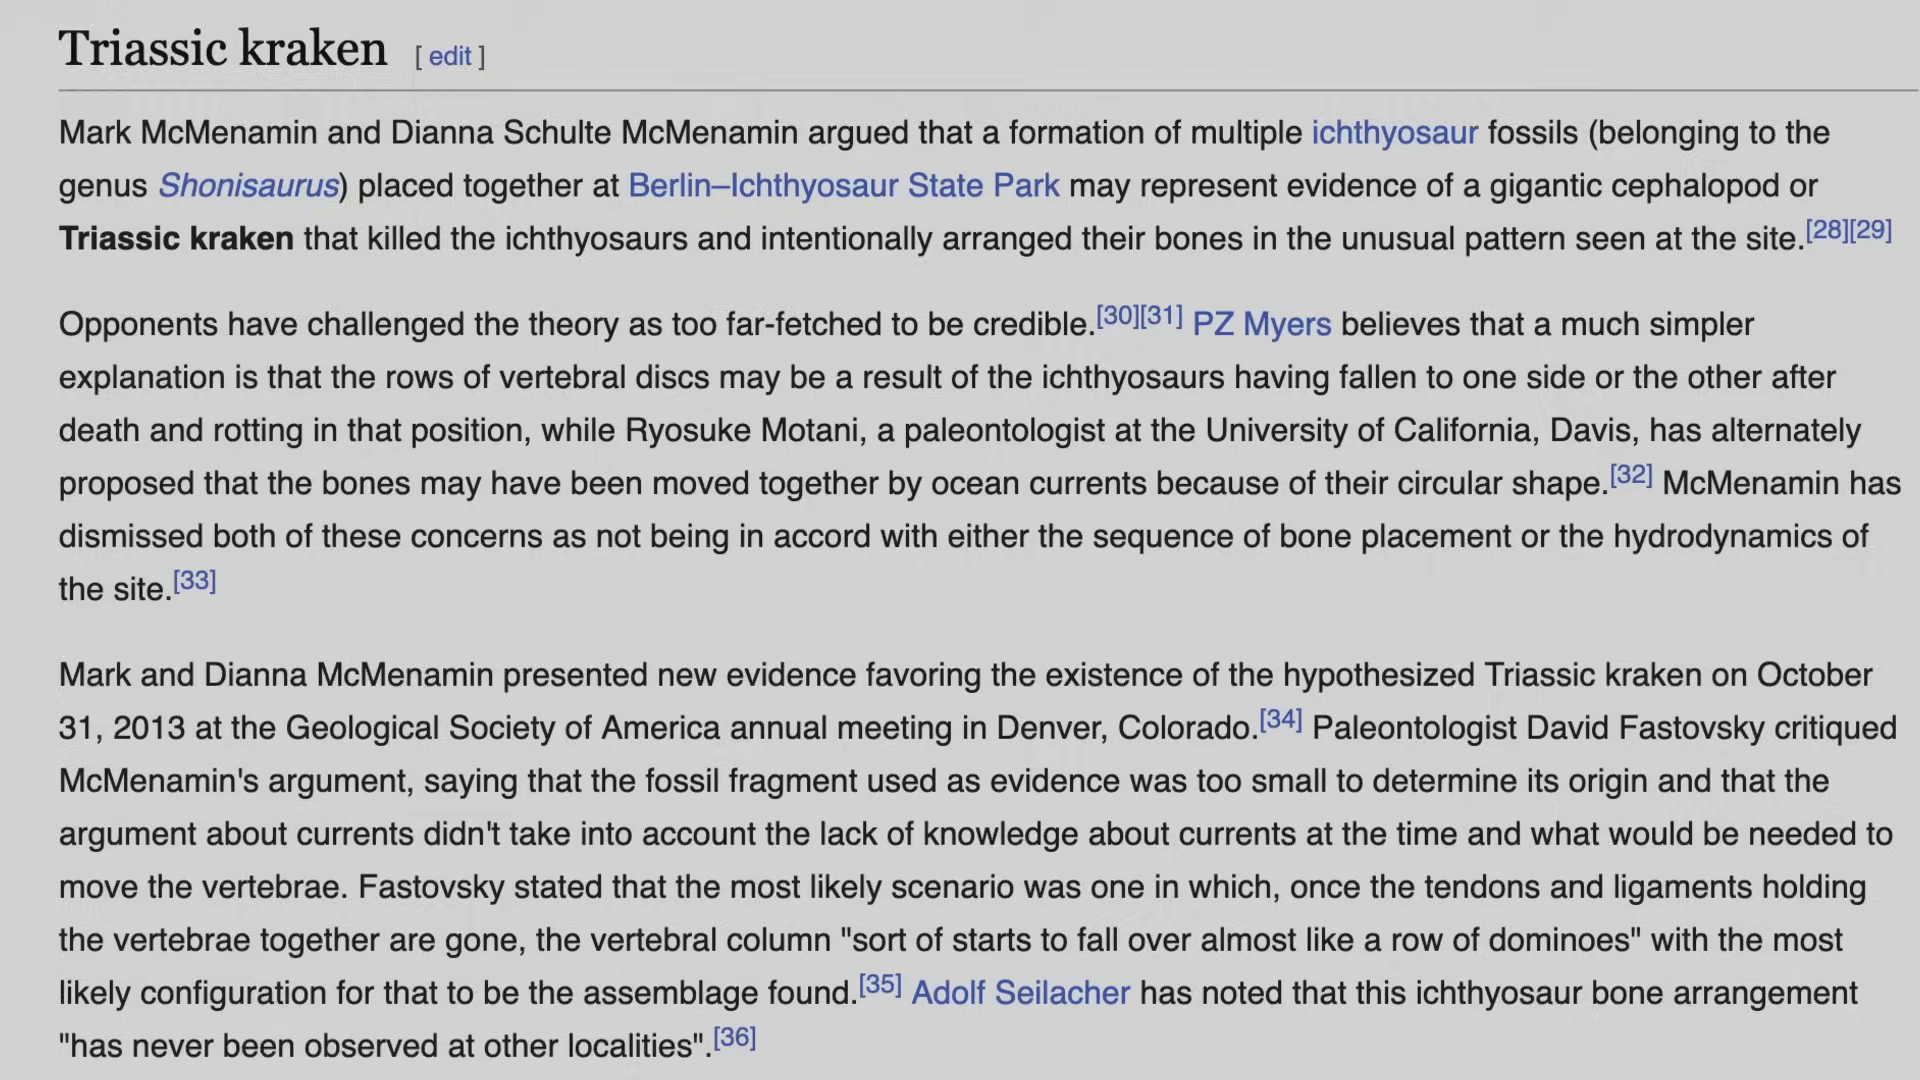 Triassic kraken [ edit ]
Mark McMenamin and Dianna Schulte McMenamin argued that a formation of multiple ichthyosaur fossils (belonging to the
genus Shonisaurus) placed together at Berlin–Ichthyosaur State Park may represent evidence of a gigantic cephalopod or
Triassic kraken that killed the ichthyosaurs and intentionally arranged their bones in the unusual pattern seen at the site.[28][29]
Opponents have challenged the theory as too far-fetched to be credible.[30][31] PZ Myers believes that a much simpler
explanation is that the rows of vertebral discs may be a result of the ichthyosaurs having fallen to one side or the other after
death and rotting in that position, while Ryosuke Motani, a paleontologist at the University of California, Davis, has alternately
proposed that the bones may have been moved together by ocean currents because of their circular shape.[32] McMenamin has
dismissed both of these concerns as not being in accord with either the sequence of bone placement or the hydrodynamics of
the site.[33]
Mark and Dianna McMenamin presented new evidence favoring the existence of the hypothesized Triassic kraken on October
31, 2013 at the Geological Society of America annual meeting in Denver, Colorado.[34] Paleontologist David Fastovsky critiqued
McMenamin's argument, saying that the fossil fragment used as evidence was too small to determine its origin and that the
argument about currents didn't take into account the lack of knowledge about currents at the time and what would be needed to
move the vertebrae. Fastovsky stated that the most likely scenario was one in which, once the tendons and ligaments holding
the vertebrae together are gone, the vertebral column "sort of starts to fall over almost like a row of dominoes" with the most
likely configuration for that to be the assemblage found.[35] Adolf Seilacher has noted that this ichthyosaur bone arrangement
"has never been observed at other localities".[36]